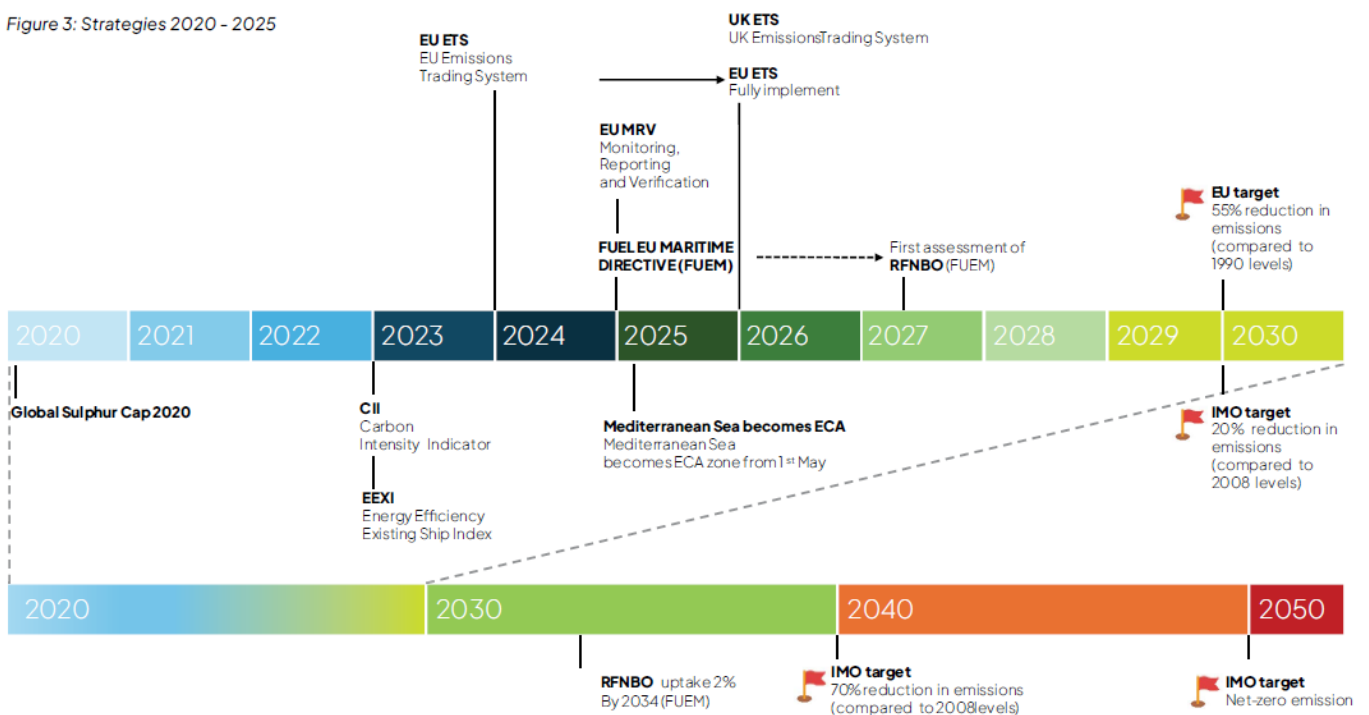 Figure 3: Strategies 2020 - 2025
UK ETS
UK EmissionsTrading System
EU ETS
EU Emissions
Trading System
EU ETS
Fully implement
EU MRV
Monitoring,
Reporting
and Verification
EU target
55% reduction in
emissions
(compared to
1990 levels)
FUEL EU MARITIME
DIRECTIVE (FUEM)
First assessment of
RFNBO (FUEM)
2020 2021 2022 2023 2024 2025 2026 2027 2028 2029 2030
Global Sulphur Cap 2020
CII
Carbon
Intensity Indicator
EEXI
Energy Efficiency
Existing Ship Index
Mediterranean Sea becomes ECA
Mediterranean Sea
becomes ECA zone from 1st May
IMO target
20% reduction in
emissions
(compared to
2008 levels)
2020 2030 2040 2050
RFNBO uptake 2%
By 2034 (FUEM)
IMO target
70% reduction in emissions
(compared to 2008 levels)
IMO target
Net-zero emission